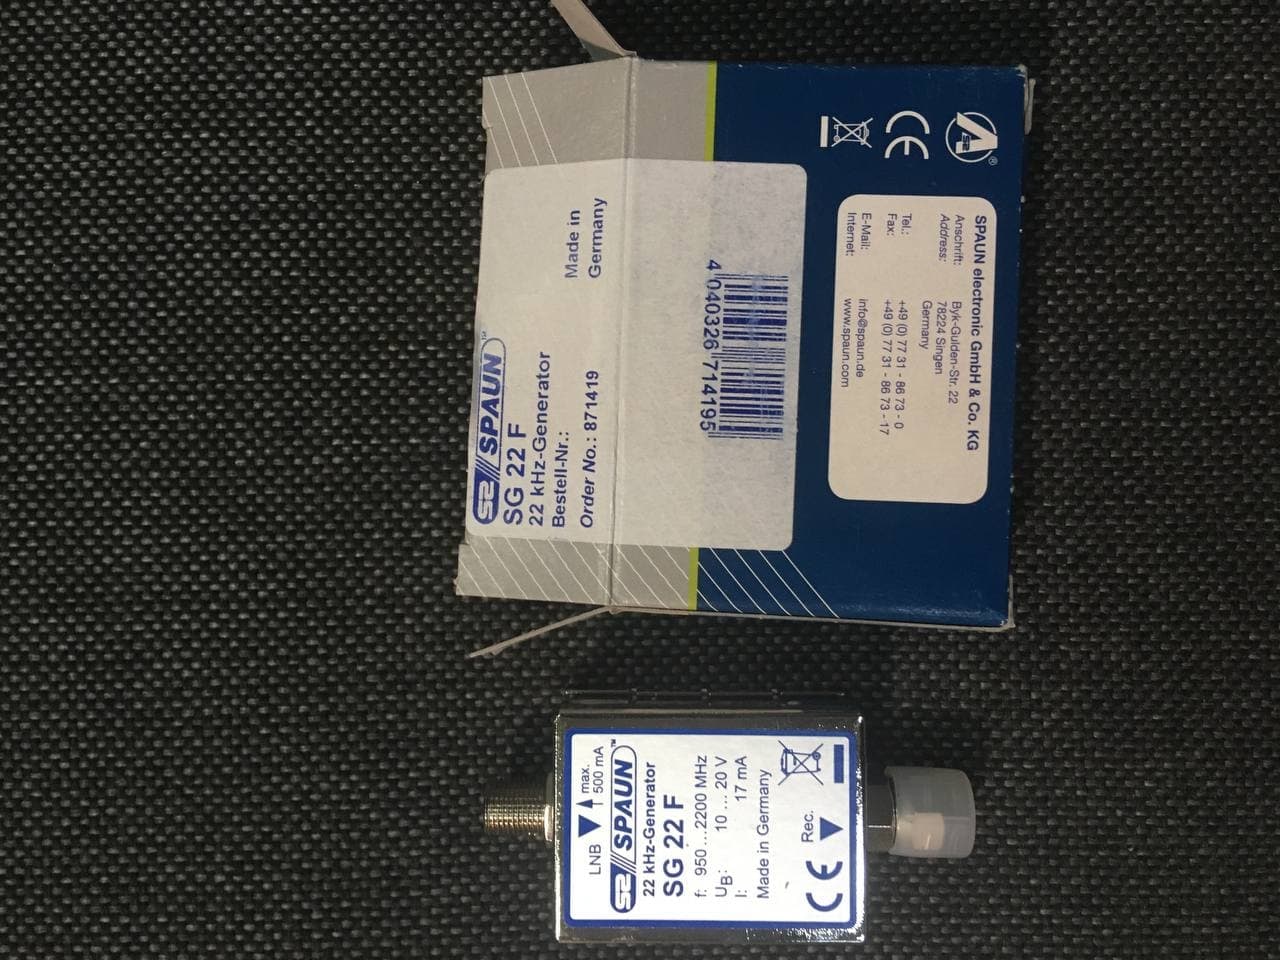 SPAUN™
SG 22 F
22 kHz-Generator
Bestell-Nr.:
Order No.: 871419
Made in
Germany
4 040326 714195
SPAUN electronic GmbH & Co. KG
Anschrift: Byk-Gulden-Str. 22
Address: 78224 Singen
Germany
Tel.: +49 (0) 77 31 - 86 73 - 0
Fax: +49 (0) 77 31 - 86 73 - 17
E-Mail: info@spaun.de
Internet: www.spaun.com
CE
®
LNB max.
500 mA
SPAUN™
22 kHz-Generator
SG 22 F
f: 950 ...2200 MHz
UB: 10 ... 20 V
I: 17 mA
Made in Germany
CE Rec.